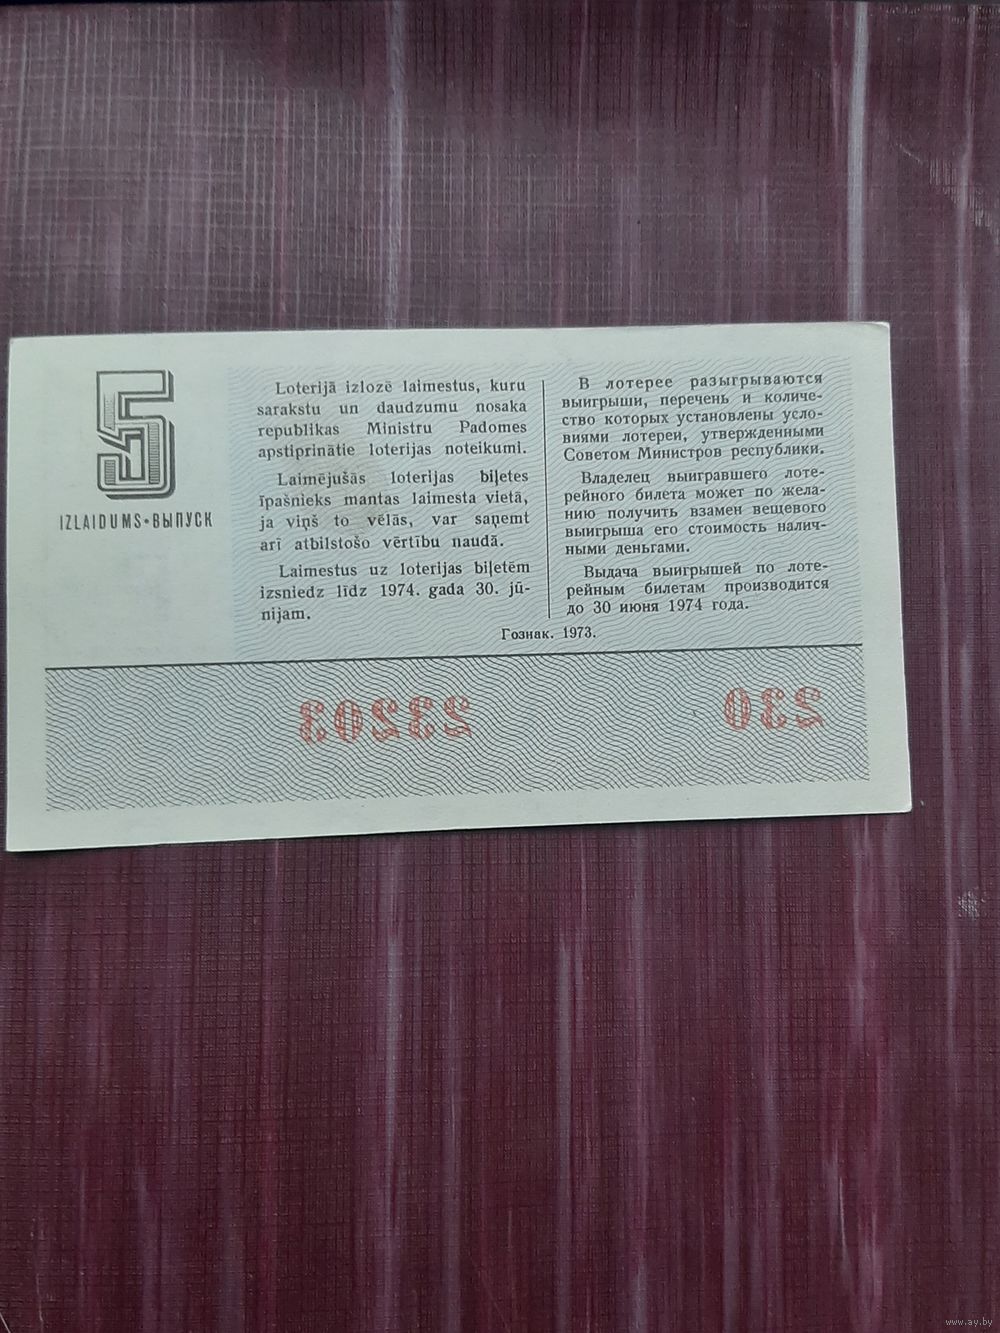 5
IZLAIDUMS•ВЫПУСК
Loterijā izlozē laimestus, kuru
sarakstu un daudzumu nosaka
republikas Ministru Padomes
apstiprinātie loterijas noteikumi.
Laimējušās loterijas biļetes
īpašnieks mantas laimesta vietā,
ja viņš to vēlas, var saņemt
arī atbilstošo vērtību naudā.
Laimestus uz loterijas biļetēm
izsniedz līdz 1974. gada 30. jū-
nijam.
В лотерее разыгрываются
выигрыши, перечень и количе-
ство которых установлены усло-
виями лотереи, утвержденными
Советом Министров республики.
Владелец выигравшего лоте-
рейного билета может по жела-
нию получить взамен вещевого
выигрыша его стоимость налич-
ными деньгами.
Выдача выигрышей по лоте-
рейным билетам производится
до 30 июня 1974 года.
Гознак. 1973.
23203 230
www.ay.by